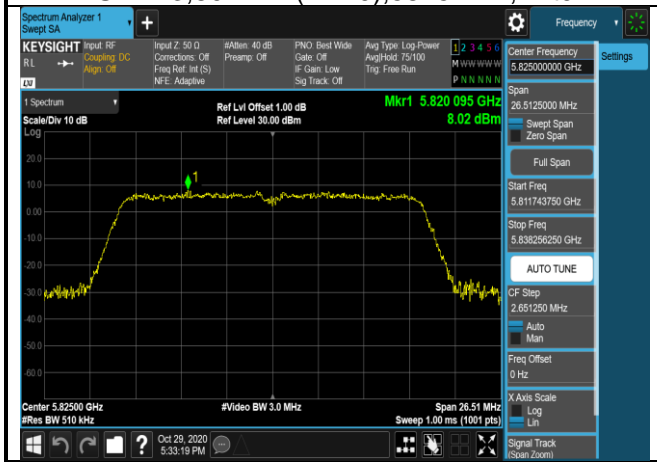 Spectrum Analyzer 1
Swept SA
+
Frequency
KEYSIGHT
RL
LXI
Input: RF
Coupling: DC
Align: Off
Input Z: 50 Ω
Corrections: Off
Freq Ref: Int (S)
NFE: Adaptive
#Atten: 40 dB
Preamp: Off
PNO: Best Wide
Gate: Off
IF Gain: Low
Sig Track: Off
Avg Type: Log-Power
Avg|Hold: 75/100
Trig: Free Run
1 2 3 4 5 6
M W W W W W
P N N N N N
1 Spectrum
Scale/Div 10 dB
Log
Ref Lvl Offset 1.00 dB
Ref Level 30.00 dBm
Mkr1 5.820 095 GHz
8.02 dBm
1
20.0
10.0
0.00
-10.0
-20.0
-30.0
-40.0
-50.0
-60.0
Center 5.82500 GHz
#Res BW 510 kHz
#Video BW 3.0 MHz
Span 26.51 MHz
Sweep 1.00 ms (1001 pts)
Oct 29, 2020
5:33:19 PM
?
Settings
Center Frequency
5.825000000 GHz
Span
26.5125000 MHz
Swept Span
Zero Span
Full Span
Start Freq
5.811743750 GHz
Stop Freq
5.838256250 GHz
AUTO TUNE
CF Step
2.651250 MHz
Auto
Man
Freq Offset
0 Hz
X Axis Scale
Log
Lin
Signal Track
(Span Zoom)